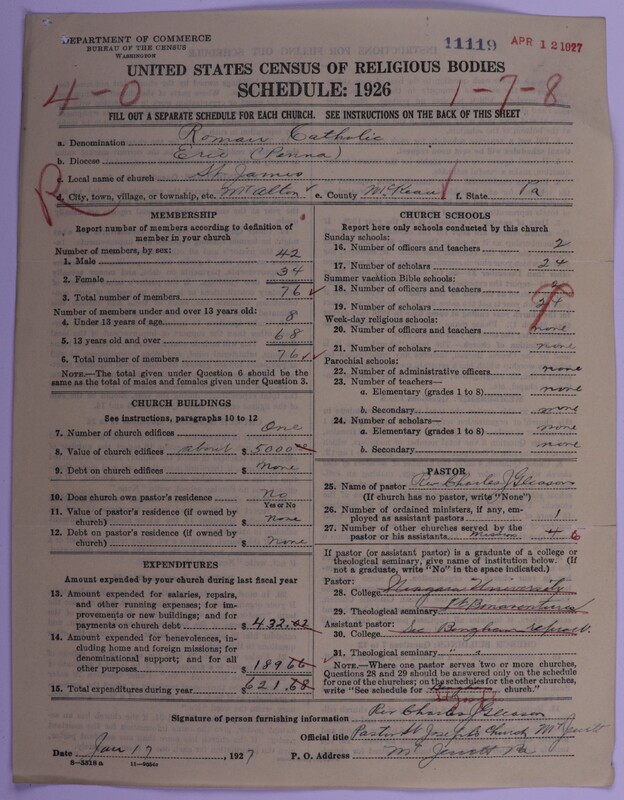 DEPARTMENT OF COMMERCE
BUREAU OF THE CENSUS
WASHINGTON
11119 APR 12 1927
UNITED STATES CENSUS OF RELIGIOUS BODIES
SCHEDULE: 1926
4-0 1-7-8
FILL OUT A SEPARATE SCHEDULE FOR EACH CHURCH. SEE INSTRUCTIONS ON THE BACK OF THIS SHEET
a. Denomination Roman Catholic
b. Diocese Erie (Penna)
c. Local name of church St. James
d. City, town, village, or township, etc. Mt Alton e. County McKean f. State Pa
MEMBERSHIP
Report number of members according to definition of member in your church
Number of members, by sex:
1. Male 42
2. Female 34
3. Total number of members 76
Number of members under and over 13 years old:
4. Under 13 years of age 8
5. 13 years old and over 68
6. Total number of members 76
NOTE.—The total given under Question 6 should be the same as the total of males and females given under Question 3.
CHURCH BUILDINGS
See instructions, paragraphs 10 to 12
7. Number of church edifices One
8. Value of church edifices about $ 5000
9. Debt on church edifices $ None
10. Does church own pastor's residence No
Yes or No
11. Value of pastor's residence (if owned by church) $ None
12. Debt on pastor's residence (if owned by church) $ None
EXPENDITURES
Amount expended by your church during last fiscal year
13. Amount expended for salaries, repairs, and other running expenses; for improvements or new buildings; and for payments on church debt $ 432.02
14. Amount expended for benevolences, including home and foreign missions; for denominational support; and for all other purposes $ 189 66
15. Total expenditures during year $ 621.68
CHURCH SCHOOLS
Report here only schools conducted by this church
Sunday schools:
16. Number of officers and teachers 2
17. Number of scholars 24
Summer vacation Bible schools:
18. Number of officers and teachers 2
19. Number of scholars 24
Week-day religious schools:
20. Number of officers and teachers none
21. Number of scholars none
Parochial schools:
22. Number of administrative officers none
23. Number of teachers—
a. Elementary (grades 1 to 8) none
b. Secondary none
24. Number of scholars—
a. Elementary (grades 1 to 8) none
b. Secondary none
PASTOR
25. Name of pastor Rev Charles J Gleason
(If church has no pastor, write "None")
26. Number of ordained ministers, if any, employed as assistant pastors 1
27. Number of other churches served by the pastor or his assistants Mission 4 6
If pastor (or assistant pastor) is a graduate of a college or theological seminary, give name of institution below. (If not a graduate, write "No" in the space indicated.)
Pastor:
28. College Niagara University
29. Theological seminary St Bonaventure
Assistant pastor:
30. College See Bingham report
31. Theological seminary " "
NOTE.—Where one pastor serves two or more churches, Questions 28 and 29 should be answered only on the schedule for one of the churches; on the schedules for the other churches, write "See schedule for Bingham church."
Signature of person furnishing information Rev Charles J Gleason
Official title Pastor St Joseph's Church Mt Jewett
Date Jan 17, 1927 P. O. Address Mt Jewett Pa
8—5518 a